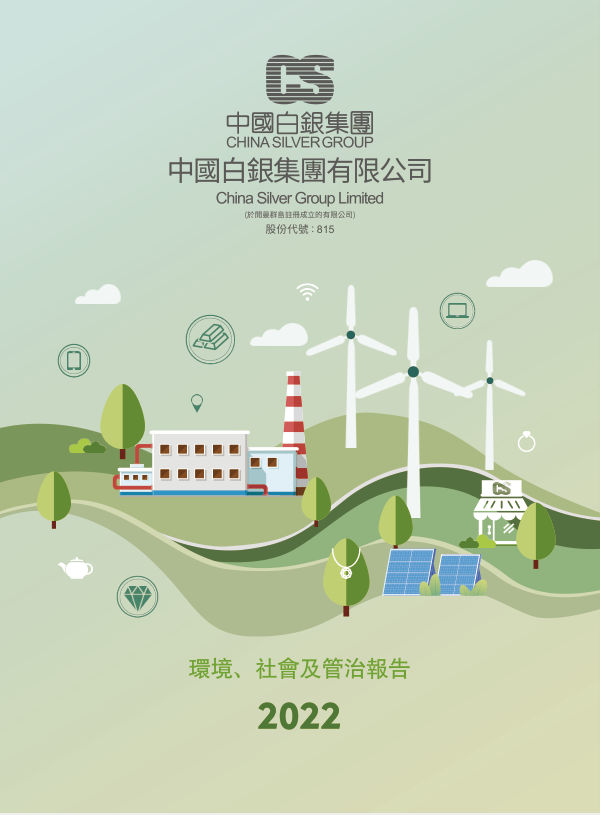 CS
中國白銀集團
CHINA SILVER GROUP
中國白銀集團有限公司
China Silver Group Limited
(於開曼群島註冊成立的有限公司)
股份代號：815
CS
環境、社會及管治報告
2022